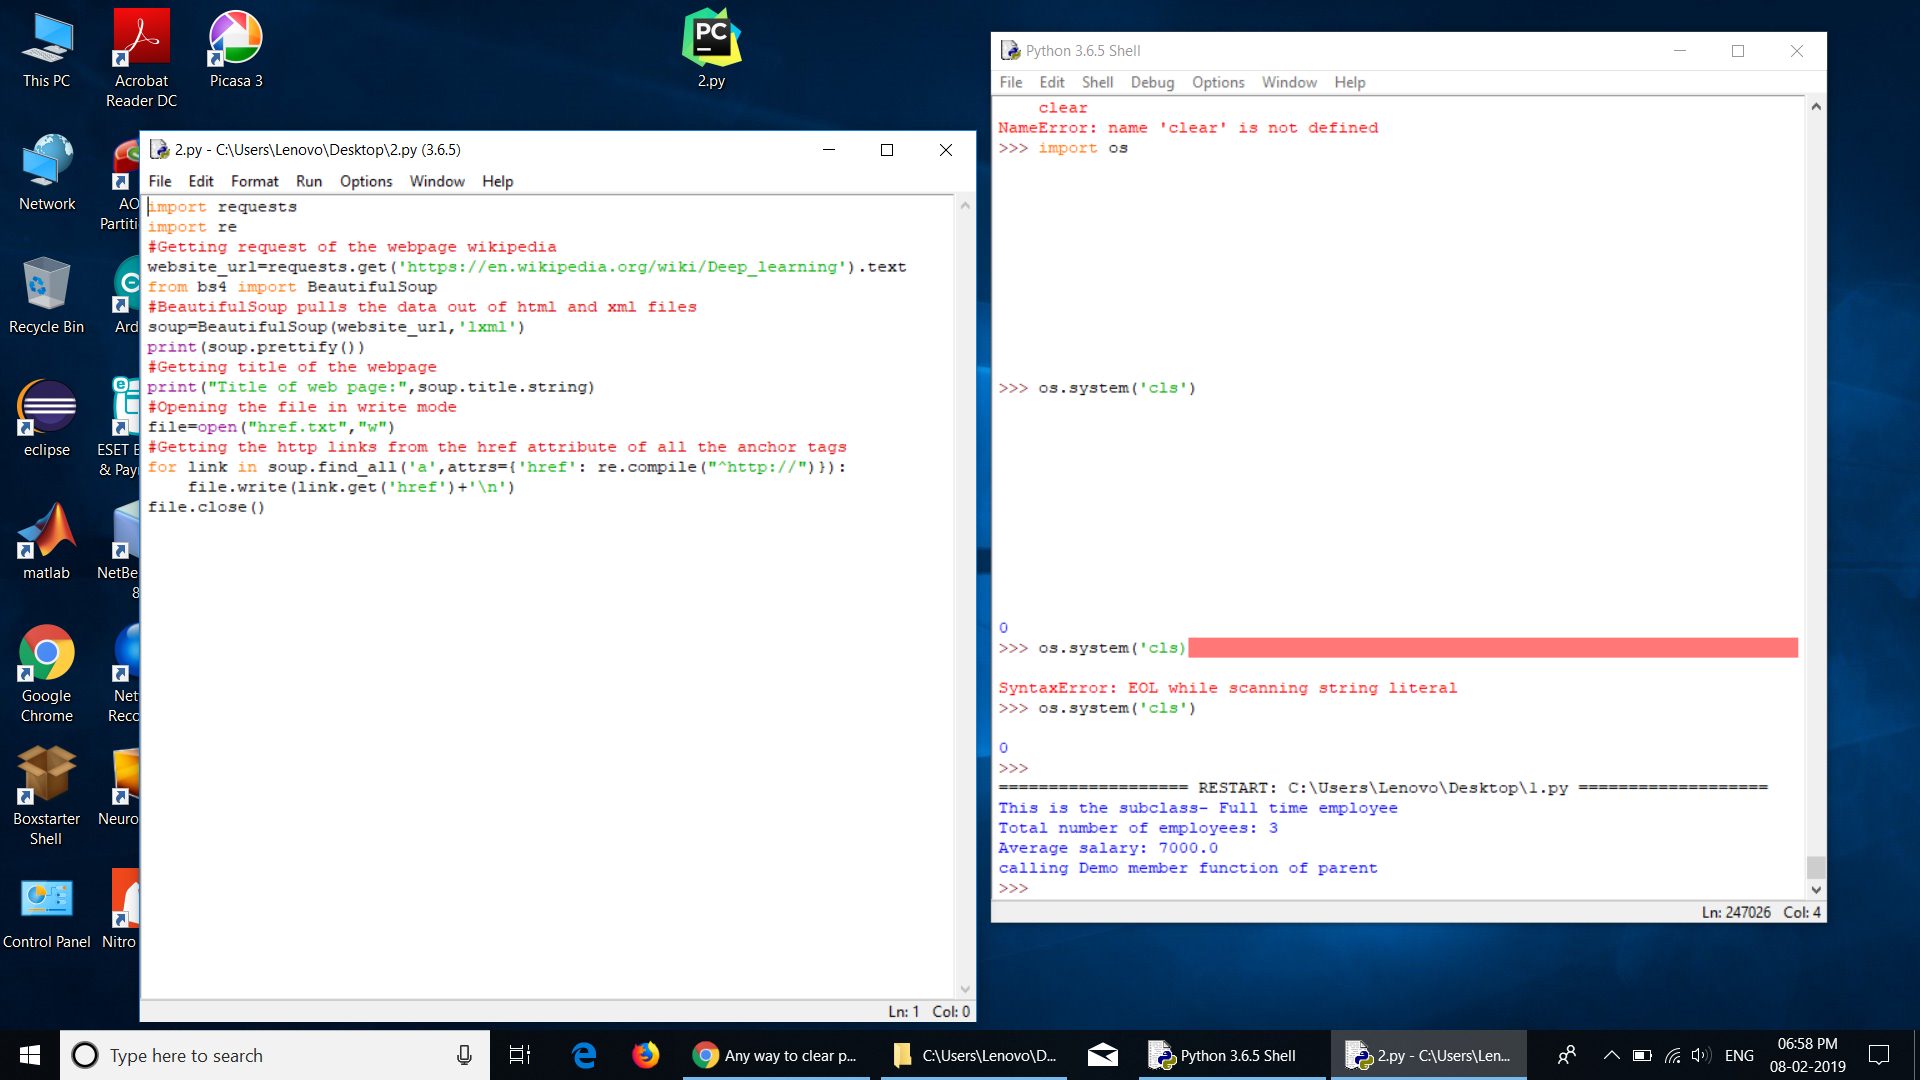 This PC
Acrobat
Reader DC
Picasa 3
PC
2.py
Network
AO
Partiti
Recycle Bin
Ard
eclipse
ESET B
& Pay
matlab
NetBe
8
Google
Chrome
Net
Reco
Boxstarter
Shell
Neuro
Control Panel
Nitro
2.py - C:\Users\Lenovo\Desktop\2.py (3.6.5)
File Edit Format Run Options Window Help
import requests
import re
#Getting request of the webpage wikipedia
website_url=requests.get('https://en.wikipedia.org/wiki/Deep_learning').text
from bs4 import BeautifulSoup
#BeautifulSoup pulls the data out of html and xml files
soup=BeautifulSoup(website_url,'lxml')
print(soup.prettify())
#Getting title of the webpage
print("Title of web page:",soup.title.string)
#Opening the file in write mode
file=open("href.txt","w")
#Getting the http links from the href attribute of all the anchor tags
for link in soup.find_all('a',attrs={'href': re.compile("^http://")}):
    file.write(link.get('href')+'\n')
file.close()
Ln: 1 Col: 0
Python 3.6.5 Shell
File Edit Shell Debug Options Window Help
    clear
NameError: name 'clear' is not defined
>>> import os
>>> os.system('cls')
0
>>> os.system('cls)
SyntaxError: EOL while scanning string literal
>>> os.system('cls')
0
>>>
=================== RESTART: C:\Users\Lenovo\Desktop\1.py ===================
This is the subclass- Full time employee
Total number of employees: 3
Average salary: 7000.0
calling Demo member function of parent
>>>
Ln: 247026 Col: 4
Type here to search
Any way to clear p...
C:\Users\Lenovo\D...
Python 3.6.5 Shell
2.py - C:\Users\Len...
ENG
06:58 PM
08-02-2019